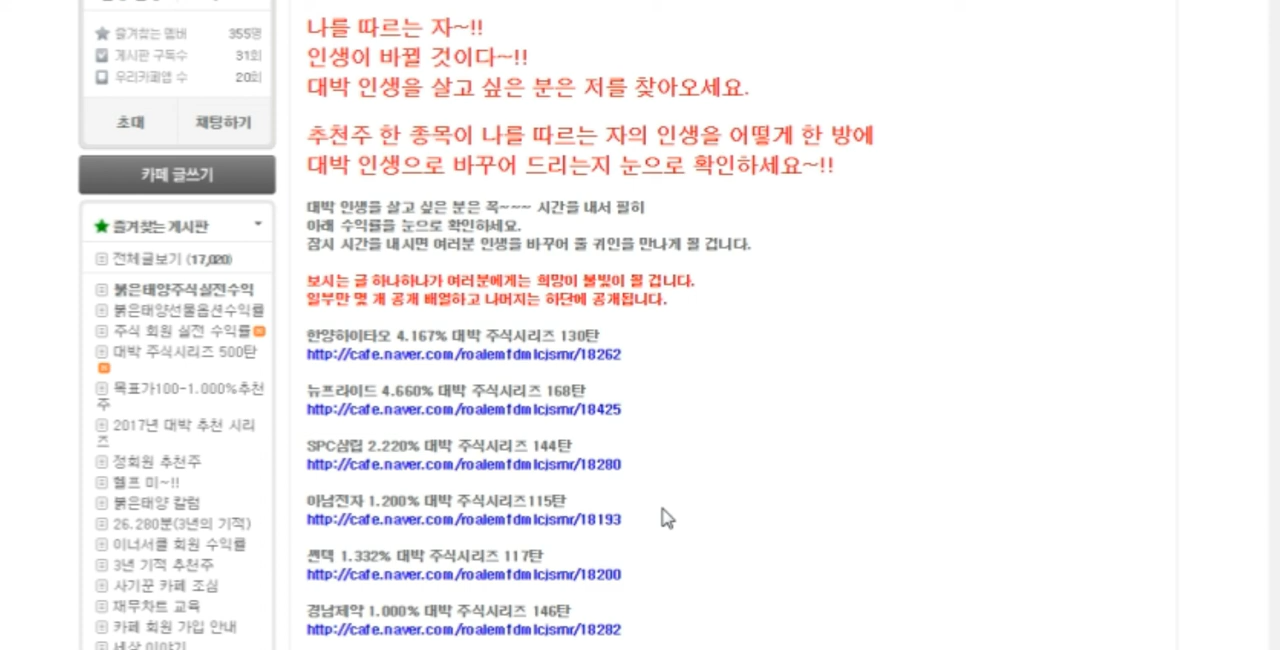 즐겨찾는 멤버 355명
게시판 구독수 31회
우리카페앱 수 20회
초대 채팅하기
카페 글쓰기
즐겨찾는 게시판
전체글보기 (17,020)
붉은태양주식실전수익
붉은태양선물옵션수익률
주식 회원 실전 수익률
대박 주식시리즈 500탄
목표가100-1.000%추천
주
2017년 대박 추천 시리
즈
정회원 추천주
헬프 미~!!
붉은태양 칼럼
26.280분(3년의 기적)
이너서클 회원 수익률
3년 기적 추천주
사기꾼 카페 조심
재무차트 교육
카페 회원 가입 안내
세상 이야기
나를 따르는 자~!!
인생이 바뀔 것이다~!!
대박 인생을 살고 싶은 분은 저를 찾아오세요.
추천주 한 종목이 나를 따르는 자의 인생을 어떻게 한 방에
대박 인생으로 바꾸어 드리는지 눈으로 확인하세요~!!
대박 인생을 살고 싶은 분은 꼭~~~ 시간을 내서 필히
아래 수익률을 눈으로 확인하세요.
잠시 시간을 내시면 여러분 인생을 바꾸어 줄 귀인을 만나게 될 겁니다.
보시는 글 하나하나가 여러분에게는 희망이 불빛이 될 겁니다.
일부만 몇 개 공개 배열하고 나머지는 하단에 공개됩니다.
한양하이타오 4.167% 대박 주식시리즈 130탄
http://cafe.naver.com/roalemfdmlcjsmr/18262
뉴프라이드 4.660% 대박 주식시리즈 168탄
http://cafe.naver.com/roalemfdmlcjsmr/18425
SPC삼립 2.220% 대박 주식시리즈 144탄
http://cafe.naver.com/roalemfdmlcjsmr/18280
아남전자 1.200% 대박 주식시리즈115탄
http://cafe.naver.com/roalemfdmlcjsmr/18193
쎈텍 1.332% 대박 주식시리즈 117탄
http://cafe.naver.com/roalemfdmlcjsmr/18200
경남제약 1.000% 대박 주식시리즈 146탄
http://cafe.naver.com/roalemfdmlcjsmr/18282